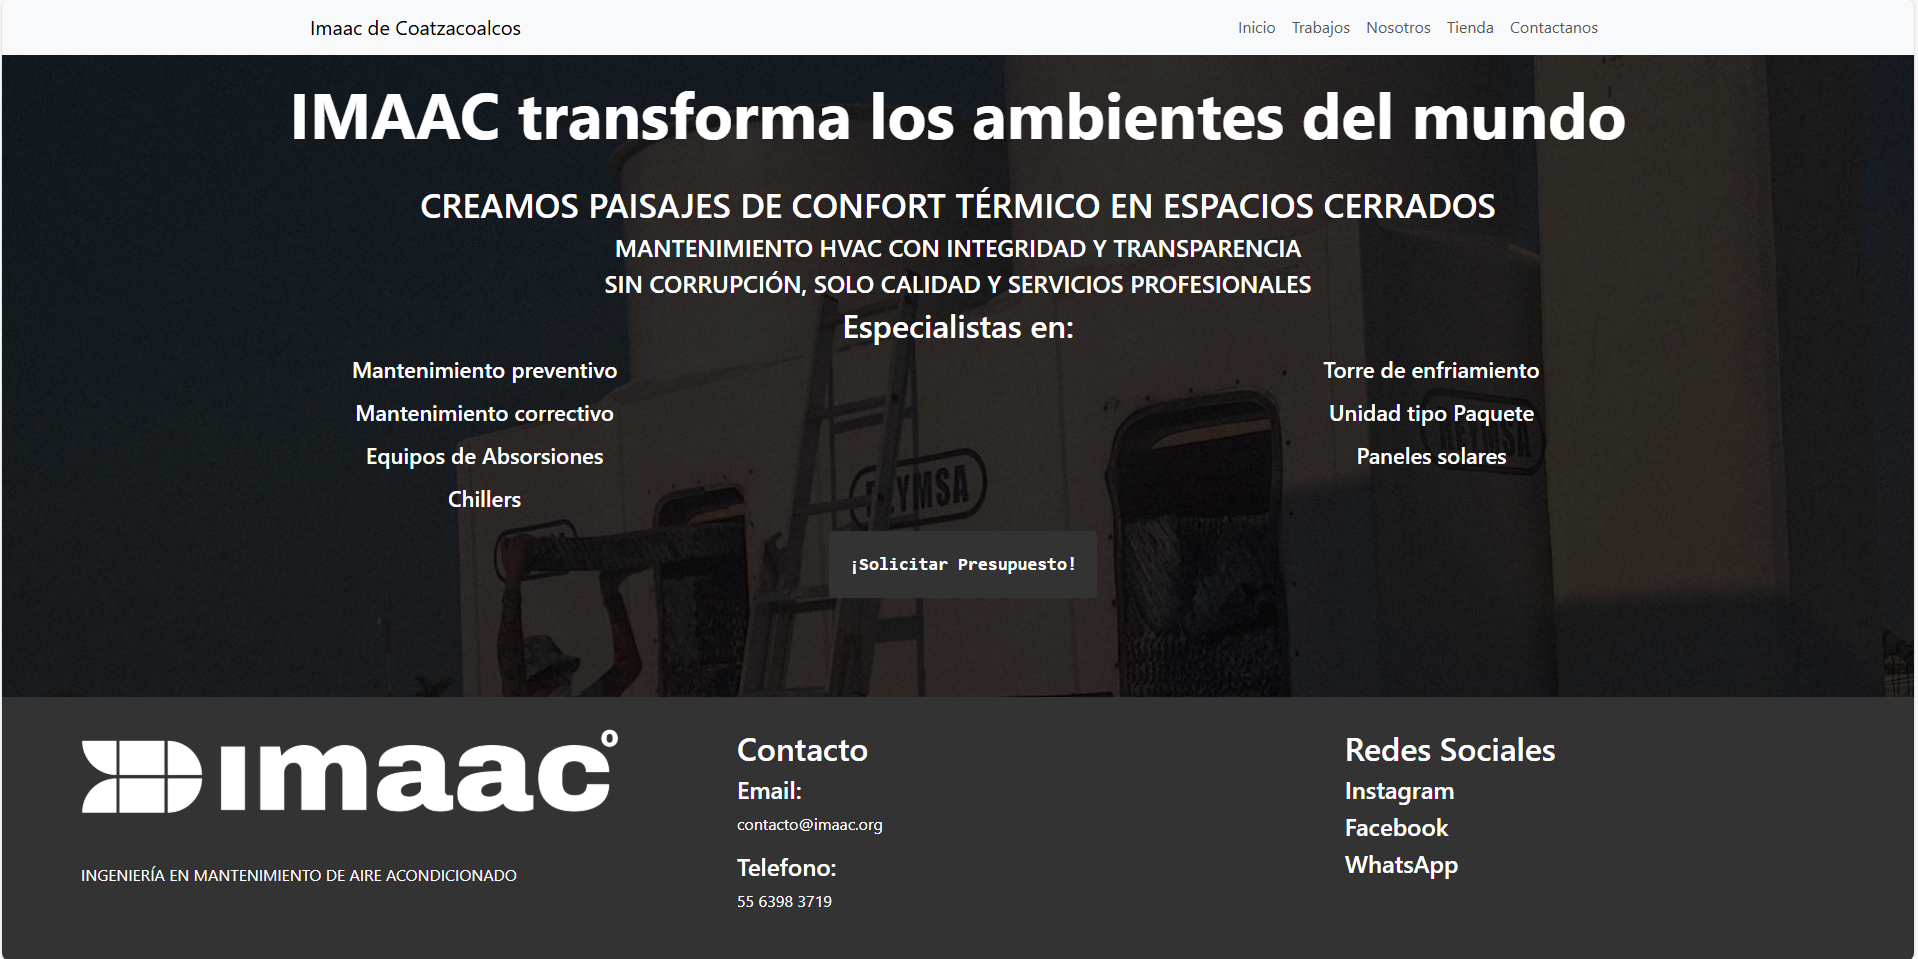 Imaac de Coatzacoalcos
Inicio Trabajos Nosotros Tienda Contactanos
IMAAC transforma los ambientes del mundo
CREAMOS PAISAJES DE CONFORT TÉRMICO EN ESPACIOS CERRADOS
MANTENIMIENTO HVAC CON INTEGRIDAD Y TRANSPARENCIA
SIN CORRUPCIÓN, SOLO CALIDAD Y SERVICIOS PROFESIONALES
Especialistas en:
Mantenimiento preventivo
Mantenimiento correctivo
Equipos de Absorsiones
Chillers
Torre de enfriamiento
Unidad tipo Paquete
Paneles solares
REYMSA
¡Solicitar Presupuesto!
imaac°
INGENIERÍA EN MANTENIMIENTO DE AIRE ACONDICIONADO
Contacto
Email:
contacto@imaac.org
Telefono:
55 6398 3719
Redes Sociales
Instagram
Facebook
WhatsApp